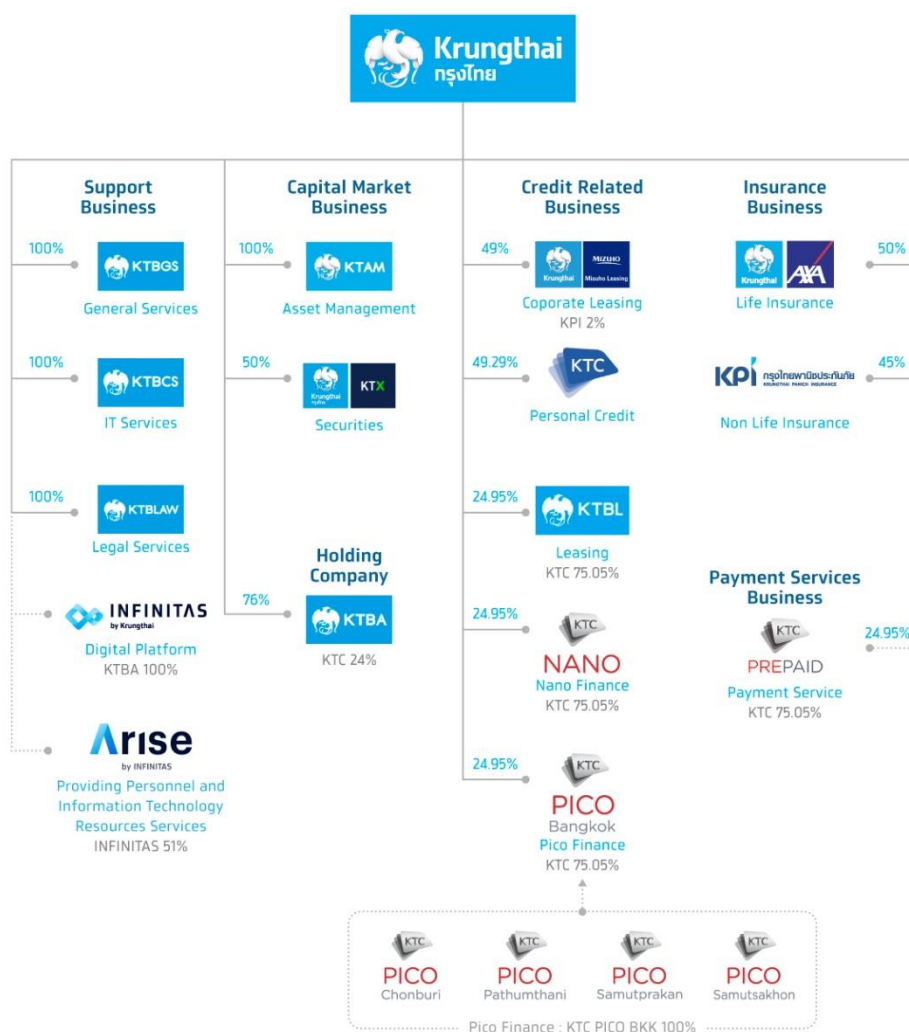 Krungthai
กรุงไทย
Support
Business
100%
KTBGS
General Services
100%
KTBCS
IT Services
100%
KTBLAW
Legal Services
INFINITAS
by Krungthai
Digital Platform
KTBA 100%
Arise
by INFINITAS
Providing Personnel and
Information Technology
Resources Services
INFINITAS 51%
Capital Market
Business
100%
KTAM
Asset Management
50%
Krungthai
กรุงไทย
KTX
Securities
Holding
Company
76%
KTBA
KTC 24%
Credit Related
Business
49%
Krungthai
MIZUHO
Mizuho Leasing
Coporate Leasing
KPI 2%
49.29%
KTC
Personal Credit
24.95%
KTBL
Leasing
KTC 75.05%
24.95%
KTC
NANO
Nano Finance
KTC 75.05%
24.95%
KTC
PICO
Bangkok
Pico Finance
KTC 75.05%
KTC
PICO
Chonburi
KTC
PICO
Pathumthani
KTC
PICO
Samutprakan
KTC
PICO
Samutsakhon
Pico Finance : KTC PICO BKK 100%
Insurance
Business
50%
Krungthai
AXA
Life Insurance
45%
KPI
กรุงไทยพานิชประกันภัย
KRUNGTHAI PANICH INSURANCE
Non Life Insurance
Payment Services
Business
24.95%
KTC
PREPAID
Payment Service
KTC 75.05%